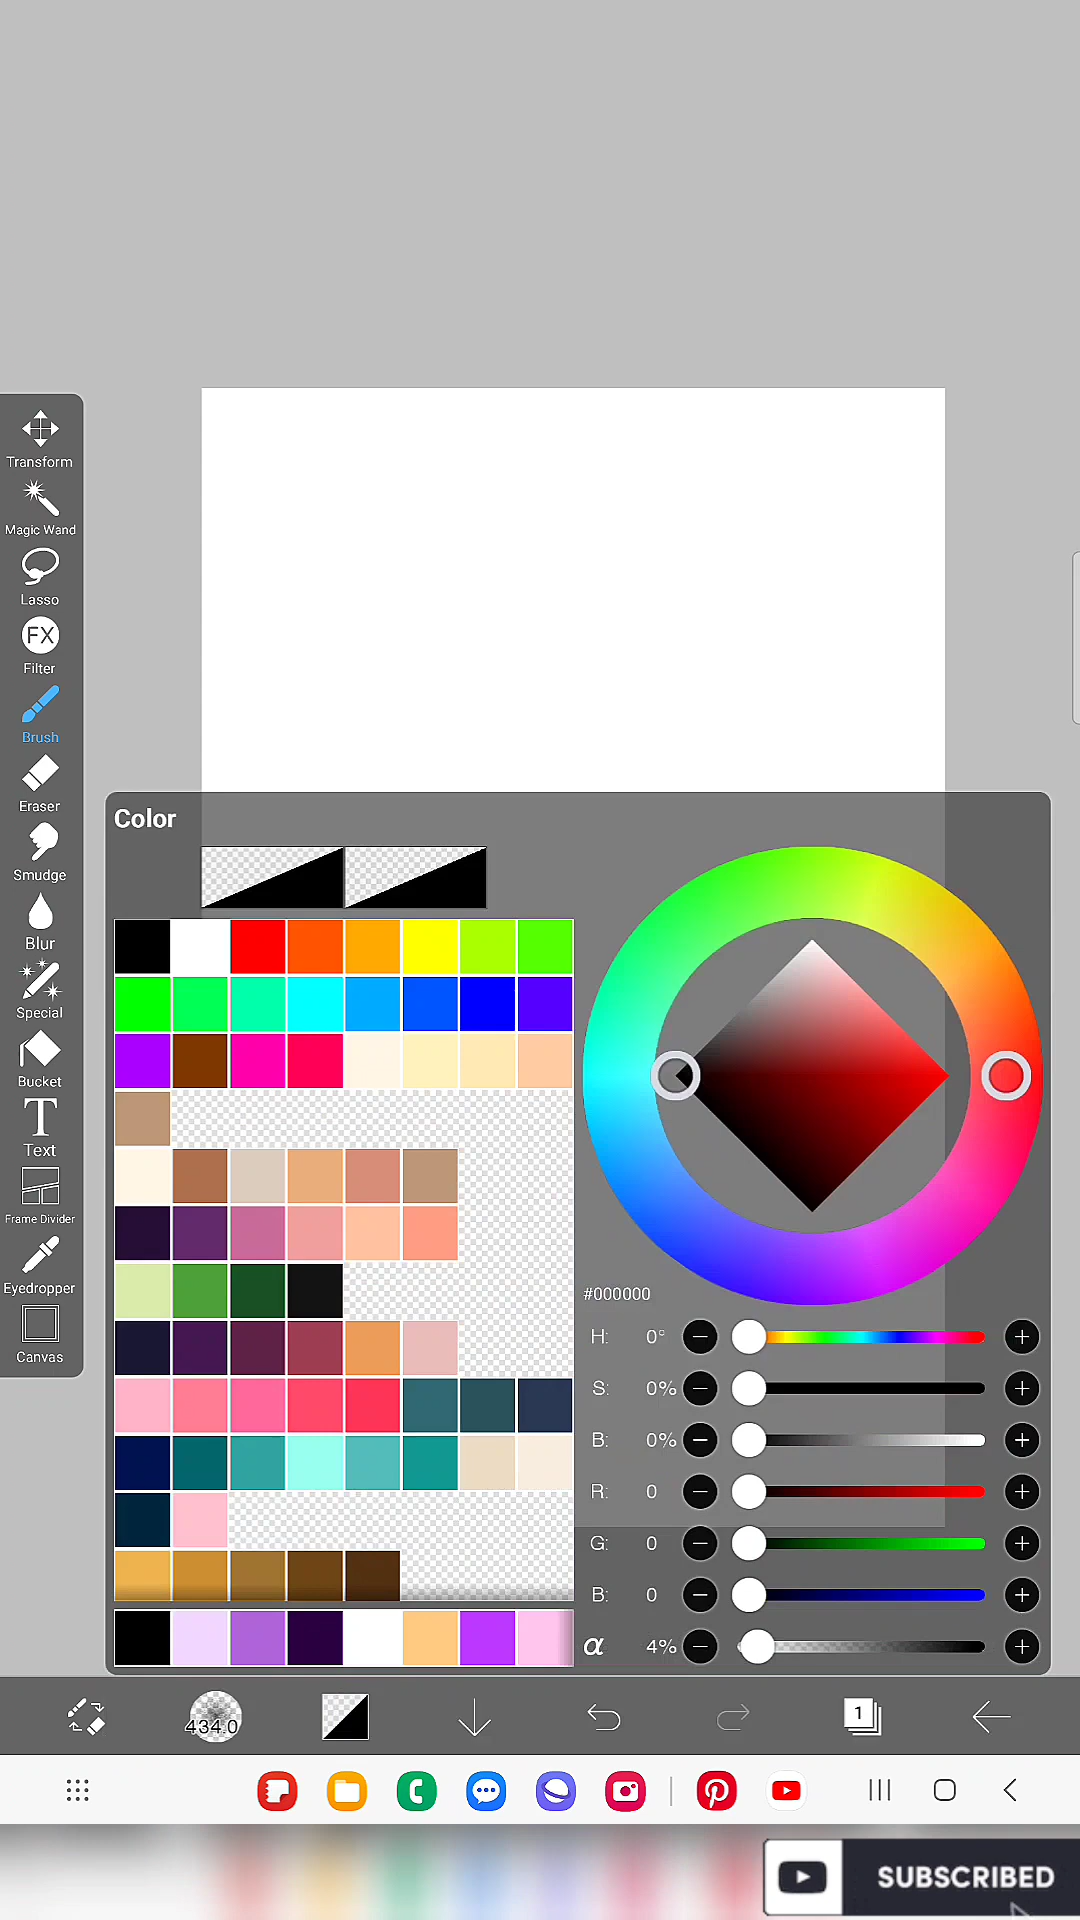 Transform
Magic Wand
Lasso
FX
Filter
Brush
Eraser
Smudge
Blur
Special
Bucket
T
Text
Frame Divider
Eyedropper
Canvas
Color
#000000
H: 0°
S: 0%
B: 0%
R: 0
G: 0
B: 0
α 4%
434.0
1
SUBSCRIBED